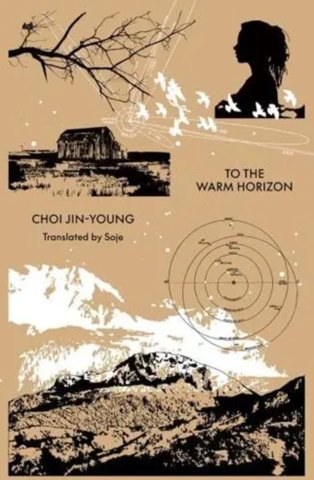 TO THE
WARM HORIZON
CHOI JIN-YOUNG
Translated by Soje